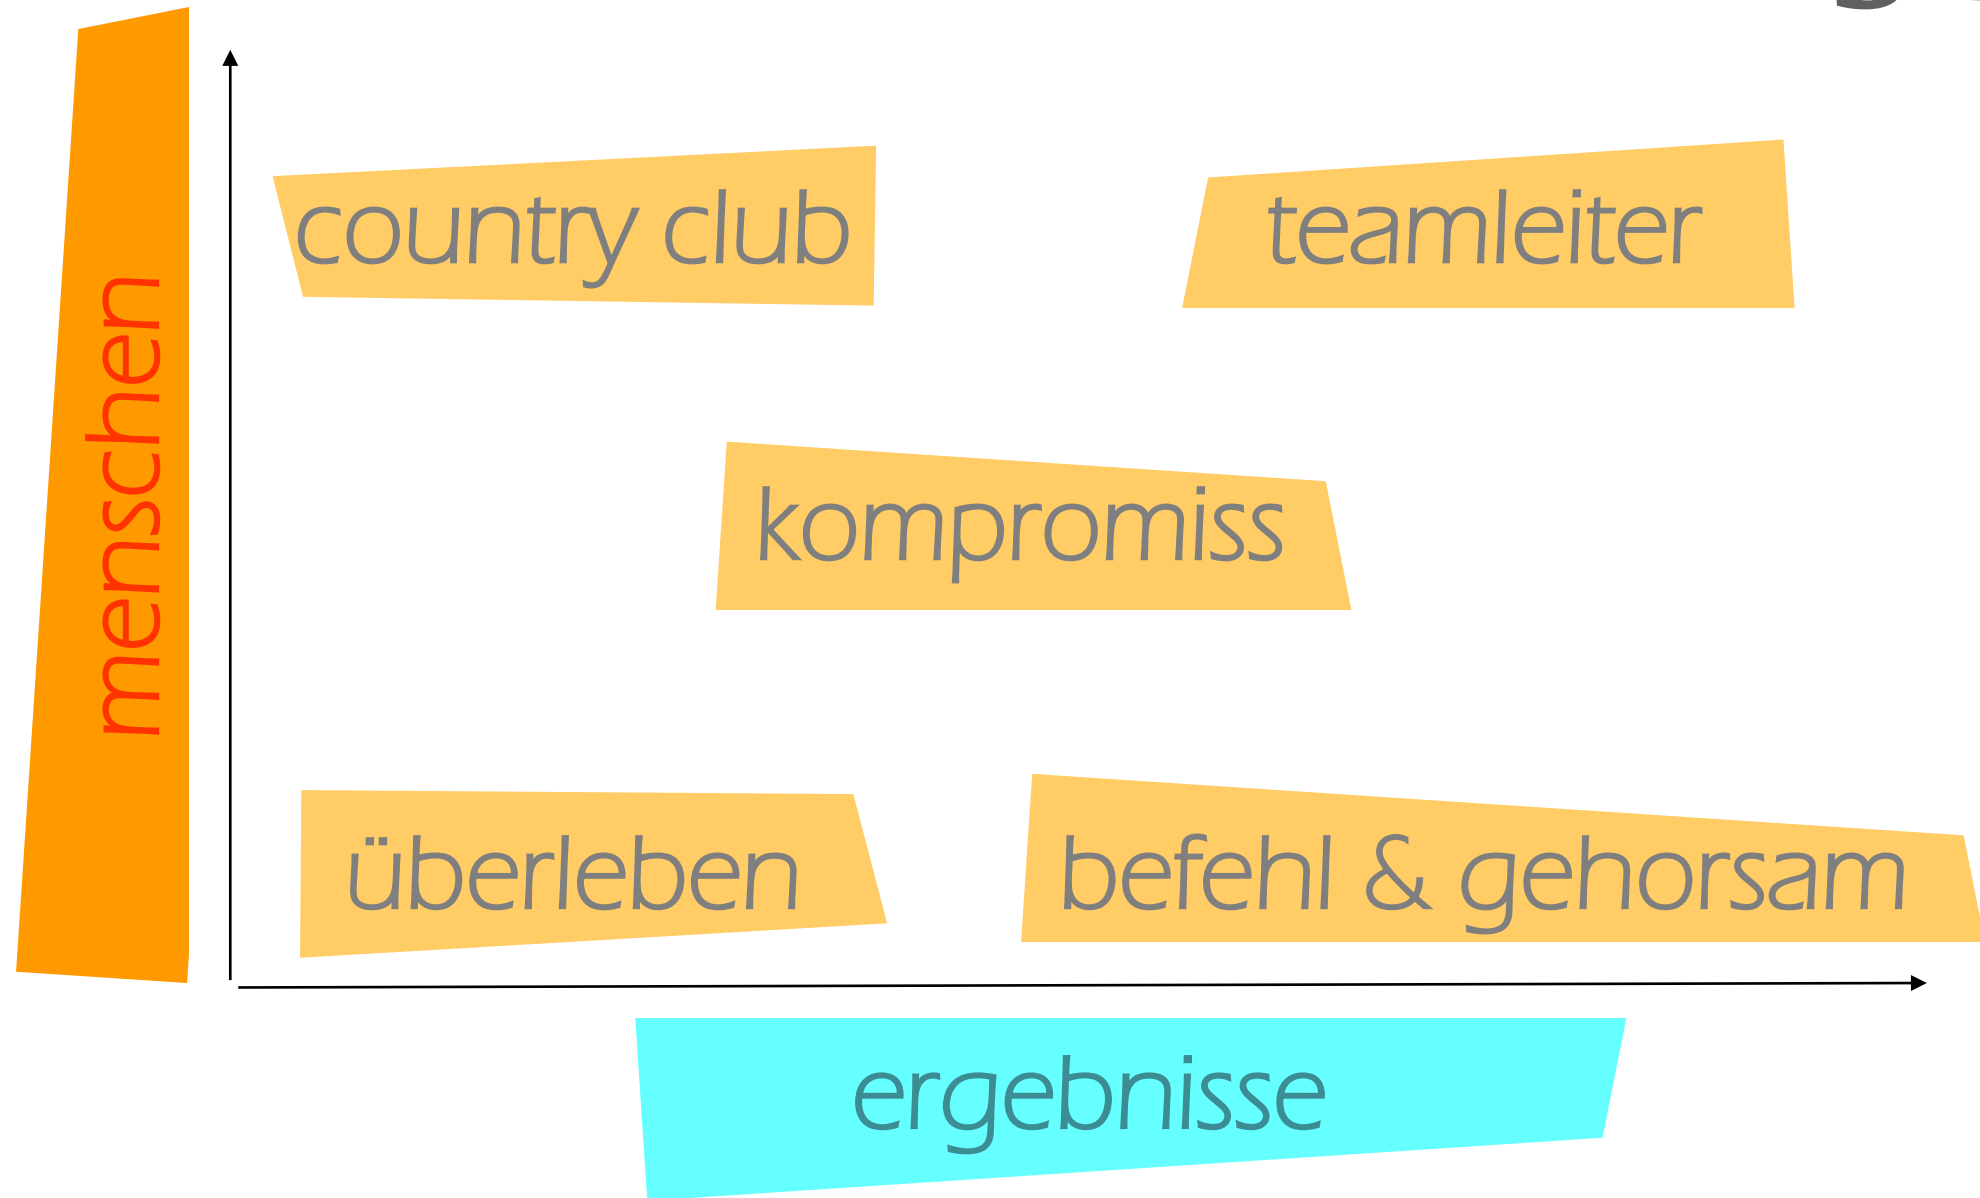 country club
teamleiter
menschen
kompromiss
überleben
befehl & gehorsam
ergebnisse